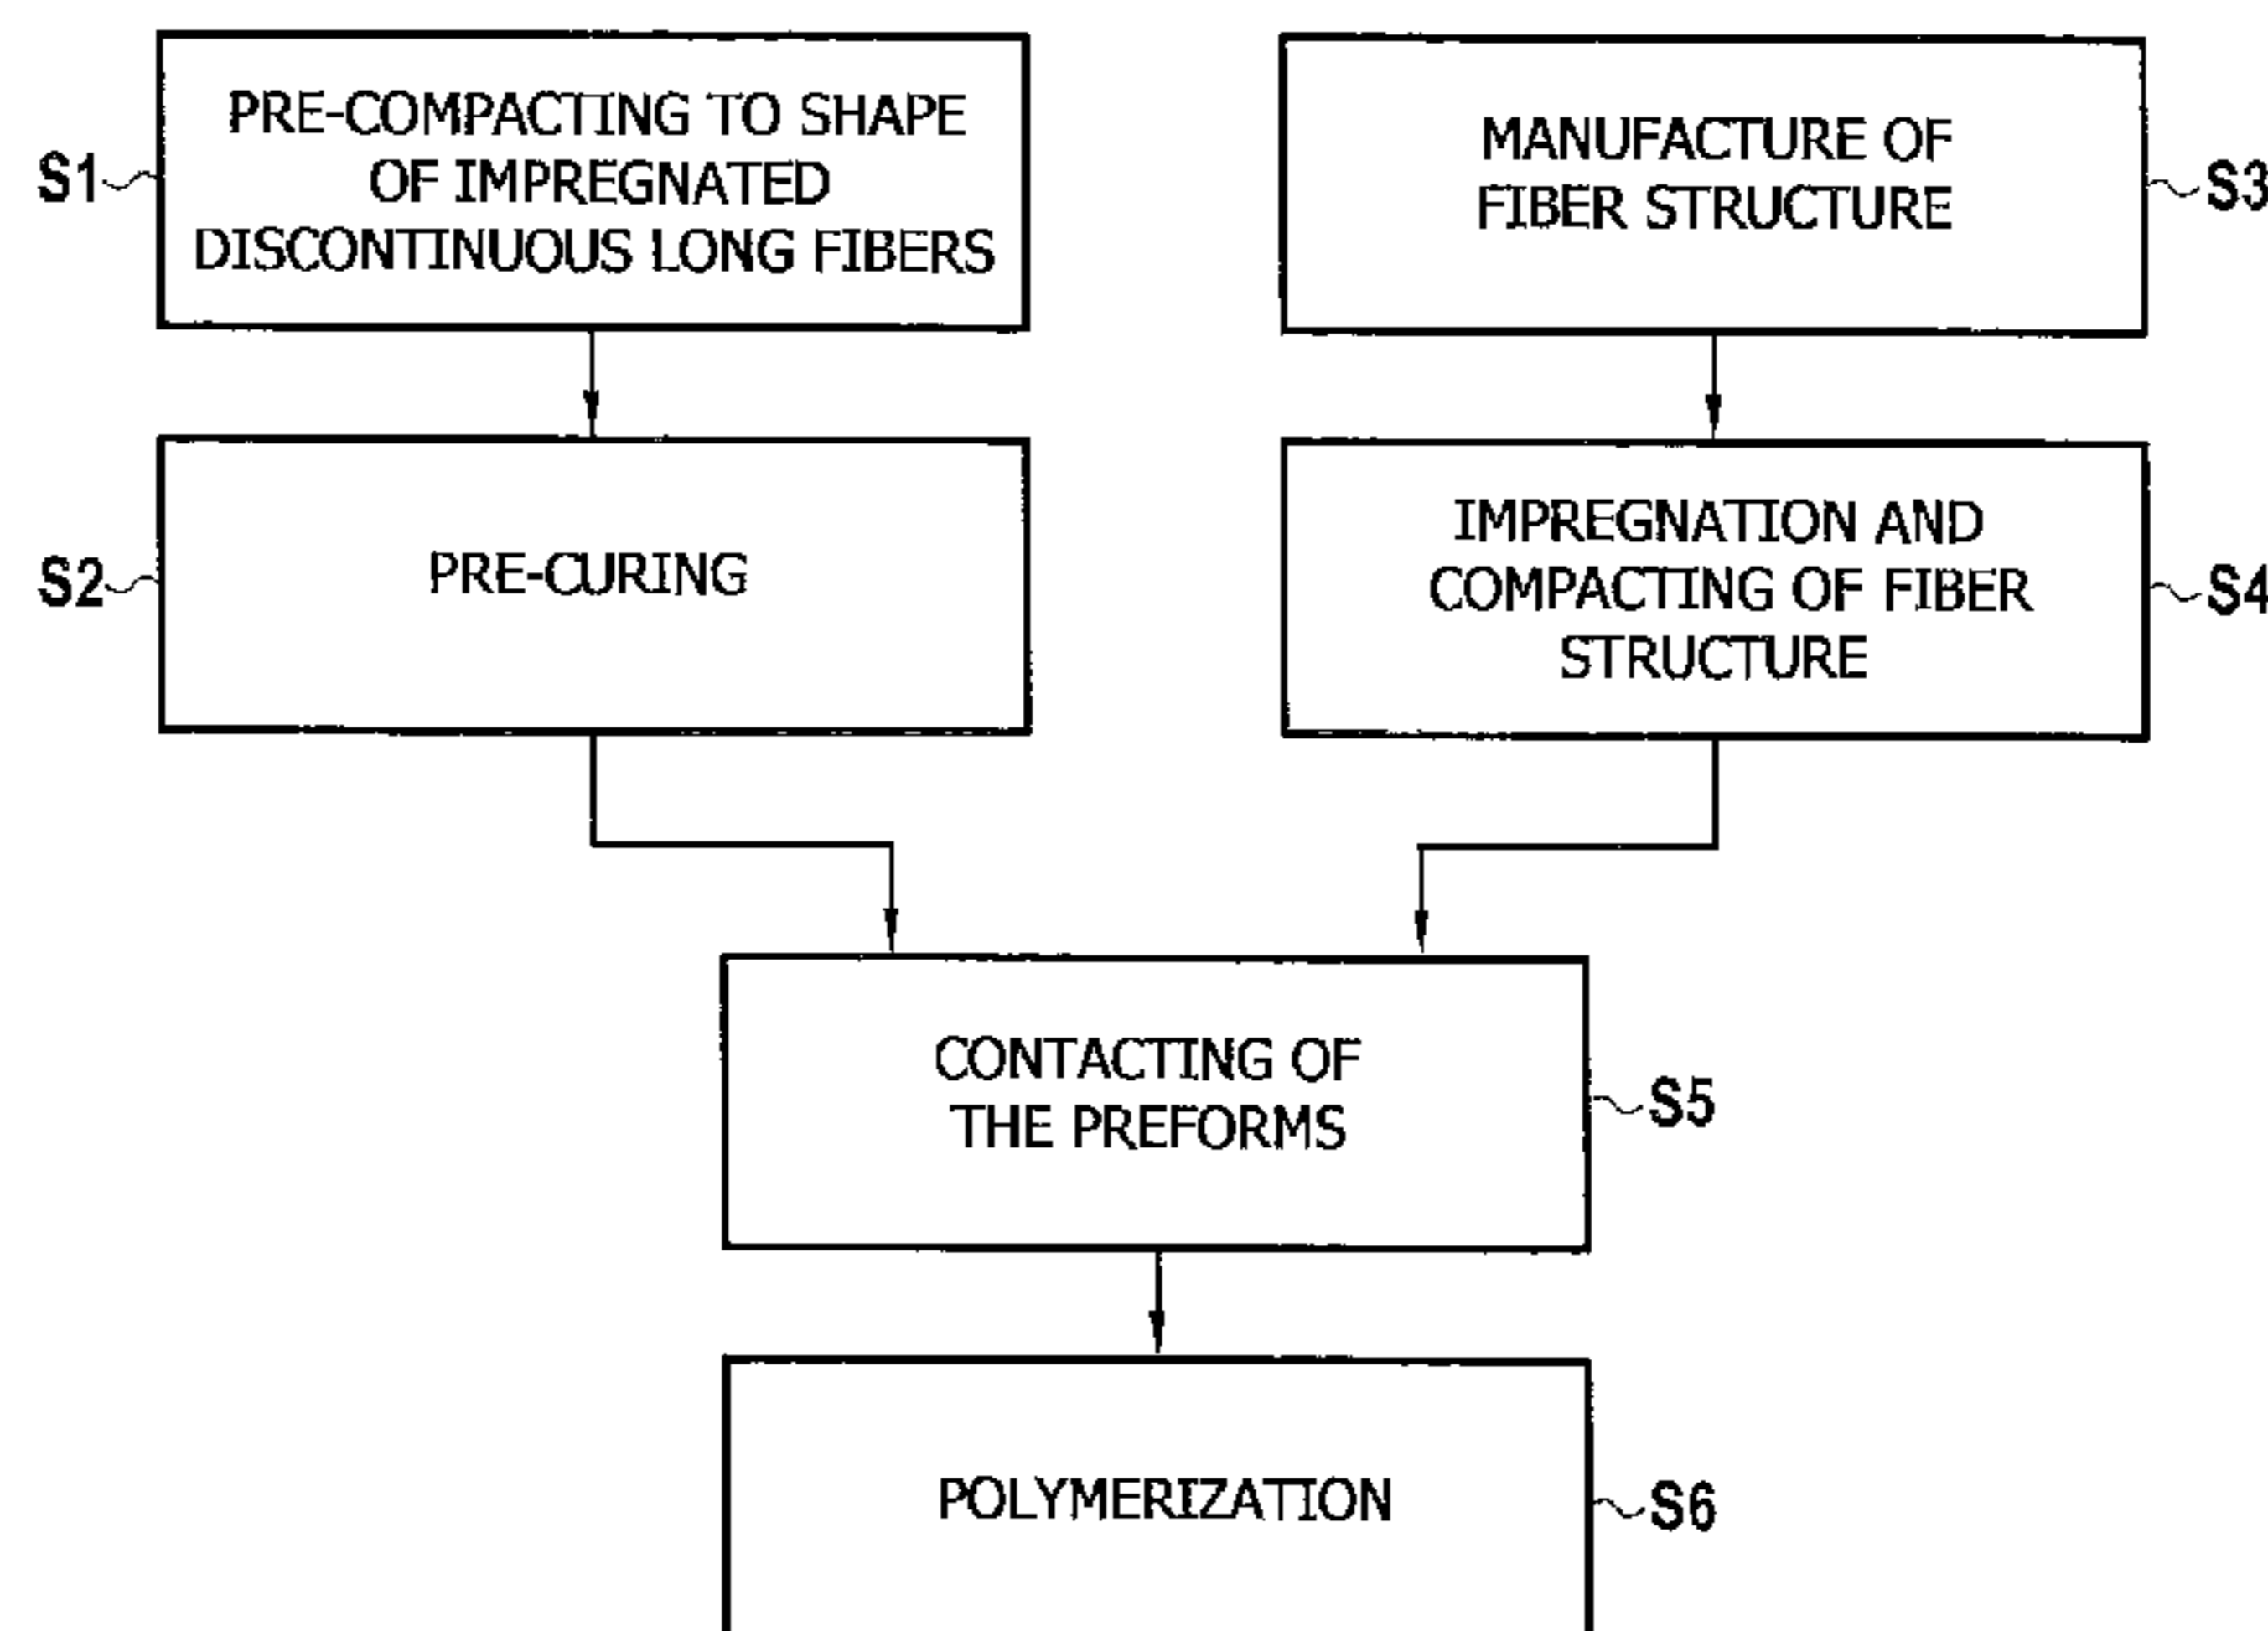 PRE-COMPACTING TO SHAPE
OF IMPREGNATED
DISCONTINUOUS LONG FIBERS
S1
MANUFACTURE OF
FIBER STRUCTURE
S3
PRE-CURING
S2
IMPREGNATION AND
COMPACTING OF FIBER
STRUCTURE
S4
CONTACTING OF
THE PREFORMS
S5
POLYMERIZATION
S6